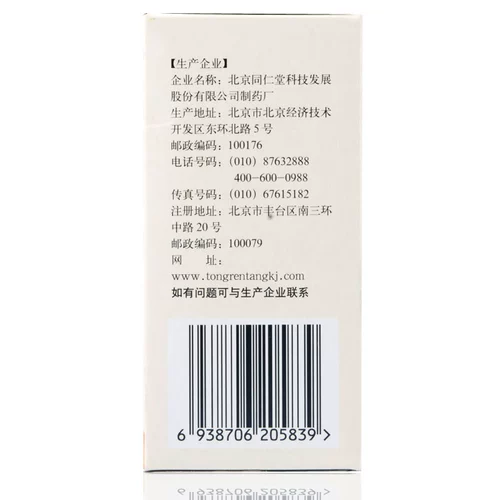 【生产企业】
企业名称：北京同仁堂科技发展
股份有限公司制药厂
生产地址：北京市北京经济技术
开发区东环北路5号
邮政编码：100176
电话号码：（010）87632888
400-600-0988
传真号码：（010）67615182
注册地址：北京市丰台区南三环
中路20号
邮政编码：100079
网　　址：
www.tongrentangkj.com
如有问题可与生产企业联系
6 938706 205839 >